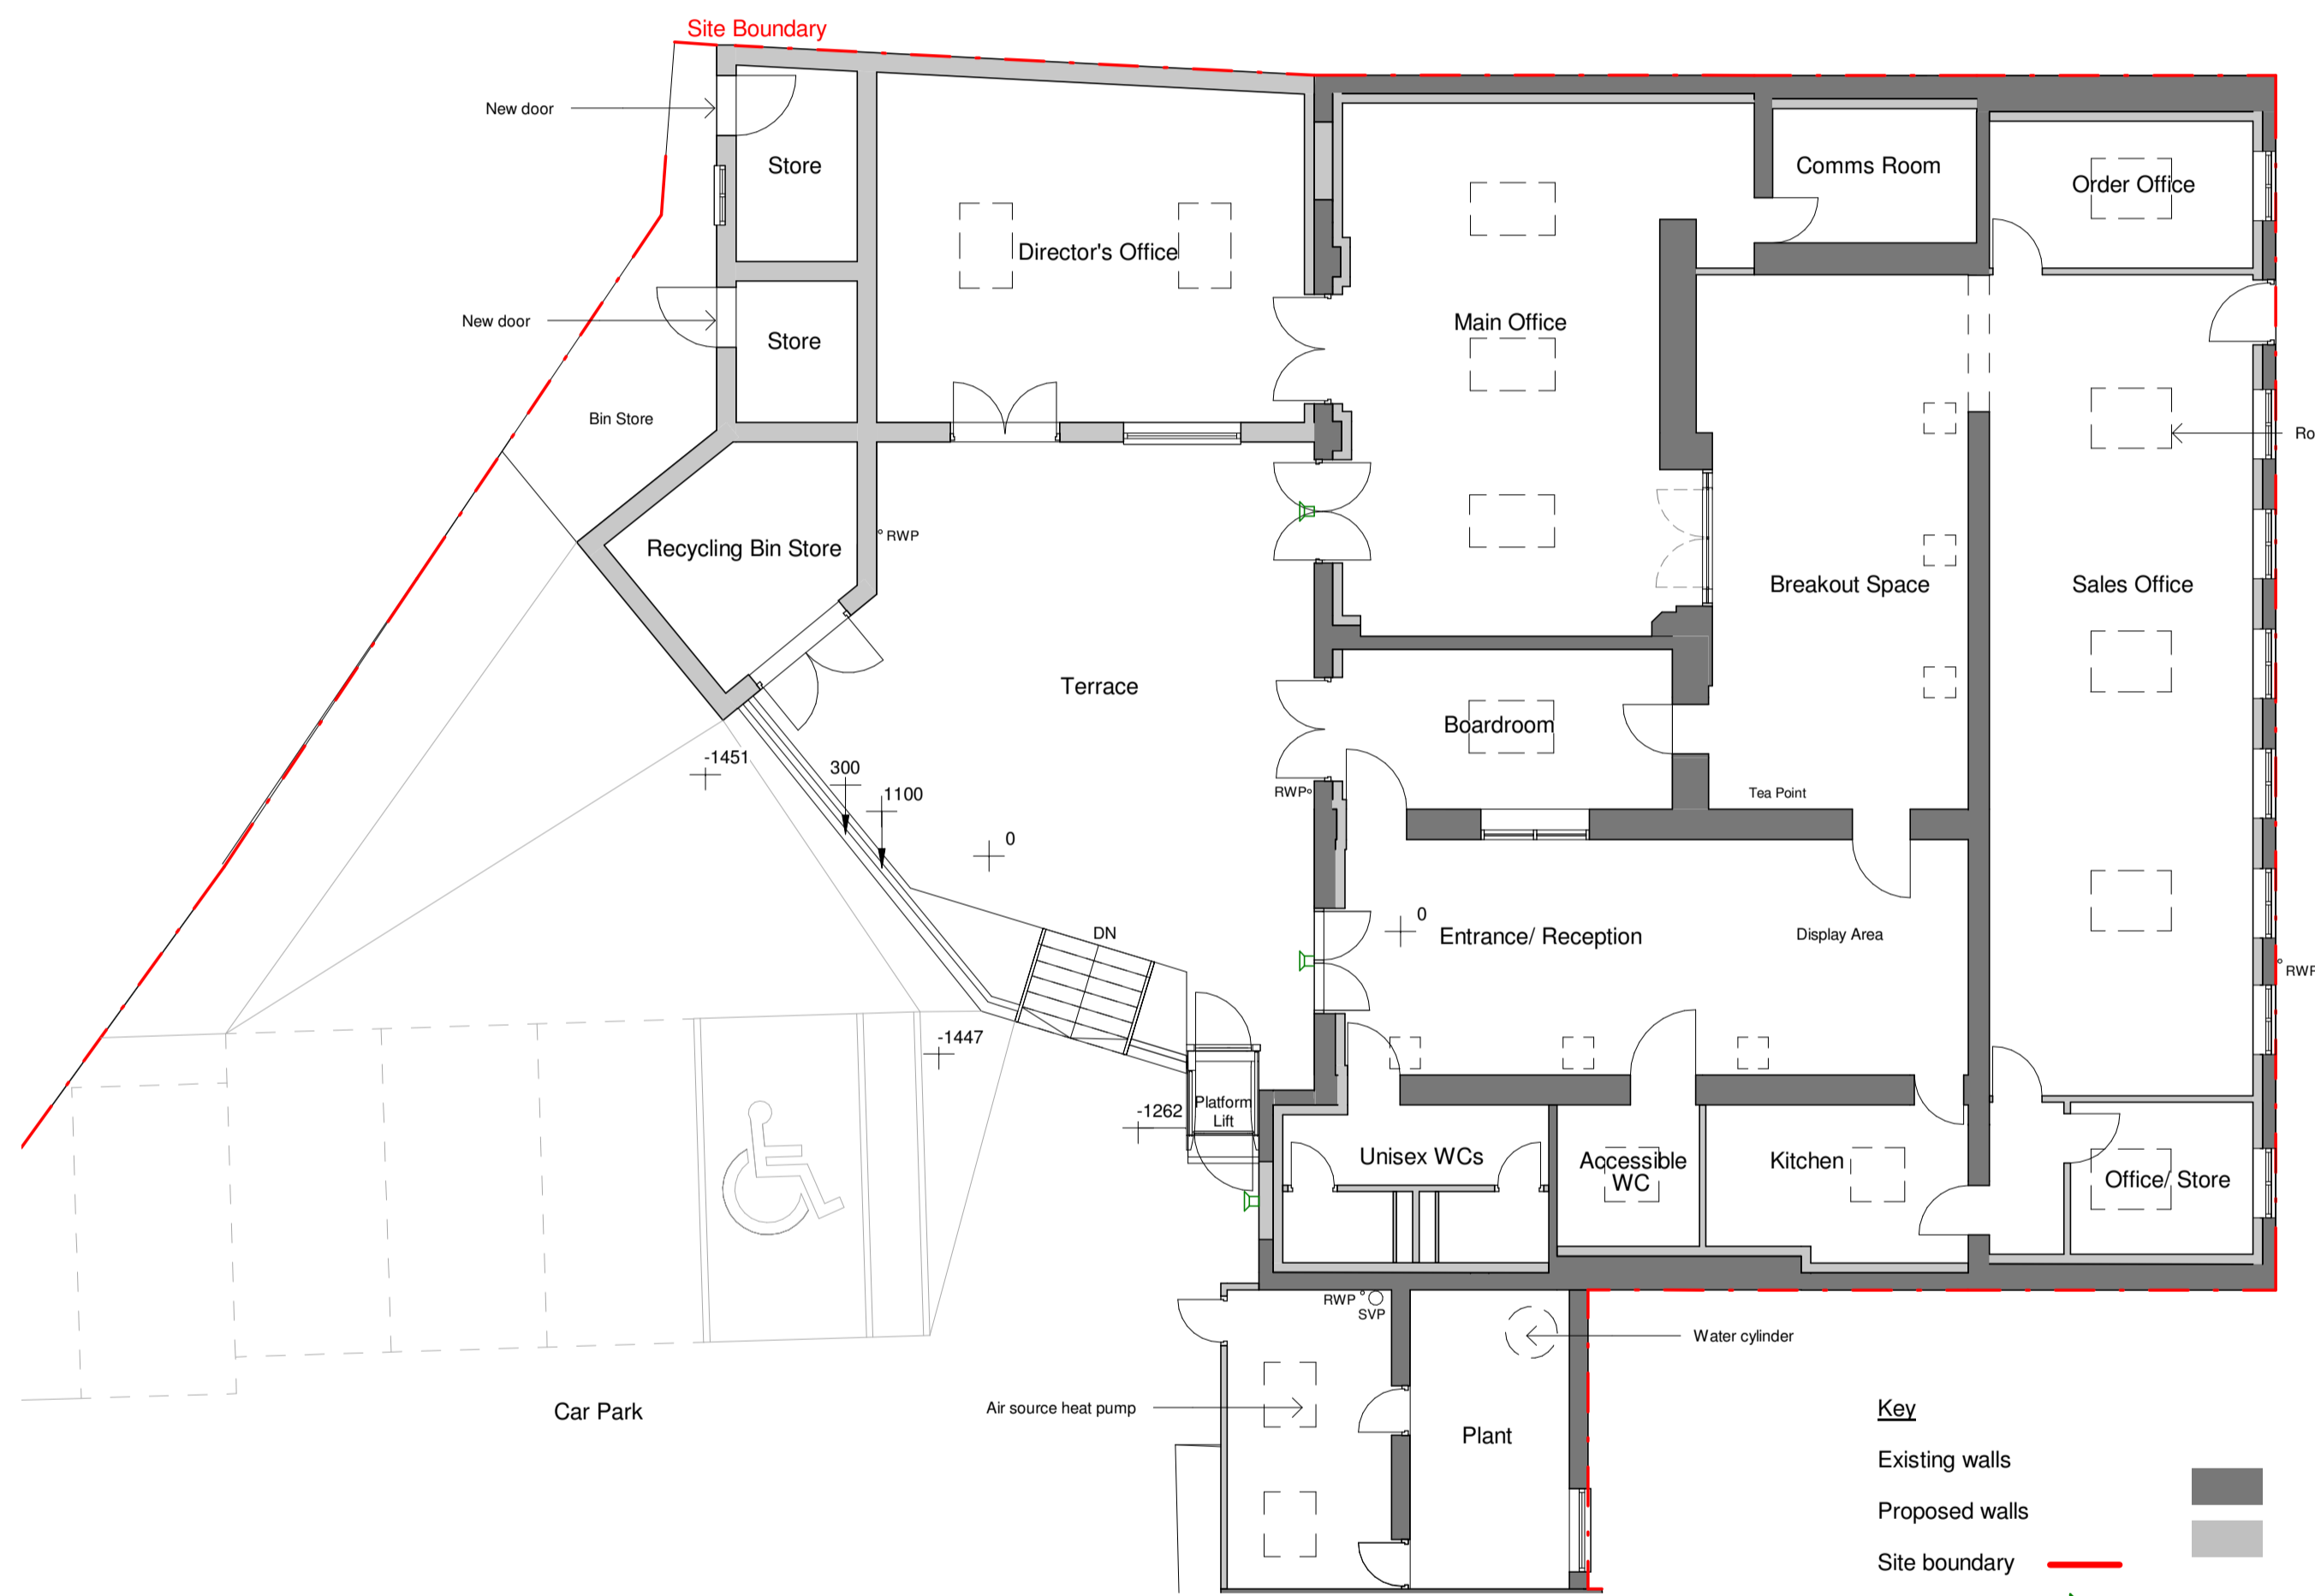 Site Boundary
New door
Store
Comms Room
Order Office
Director's Office
New door
Store
Main Office
Bin Store
Ro
RWP
Recycling Bin Store
Breakout Space
Sales Office
Terrace
Boardroom
-1451
300
1100
RWP
Tea Point
0
0
DN
Entrance/ Reception
Display Area
RWP
-1447
Platform
Lift
-1262
Unisex WCs
Accessible
WC
Kitchen
Office/ Store
RWP
SVP
Water cylinder
Air source heat pump
Car Park
Plant
Key
Existing walls
Proposed walls
Site boundary